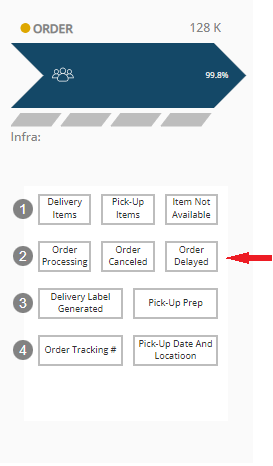 ORDER 128 K
99.8%
Infra:
1 Delivery Items Pick-Up Items Item Not Available
2 Order Processing Order Canceled Order Delayed
3 Delivery Label Generated Pick-Up Prep
4 Order Tracking # Pick-Up Date And Locatioon